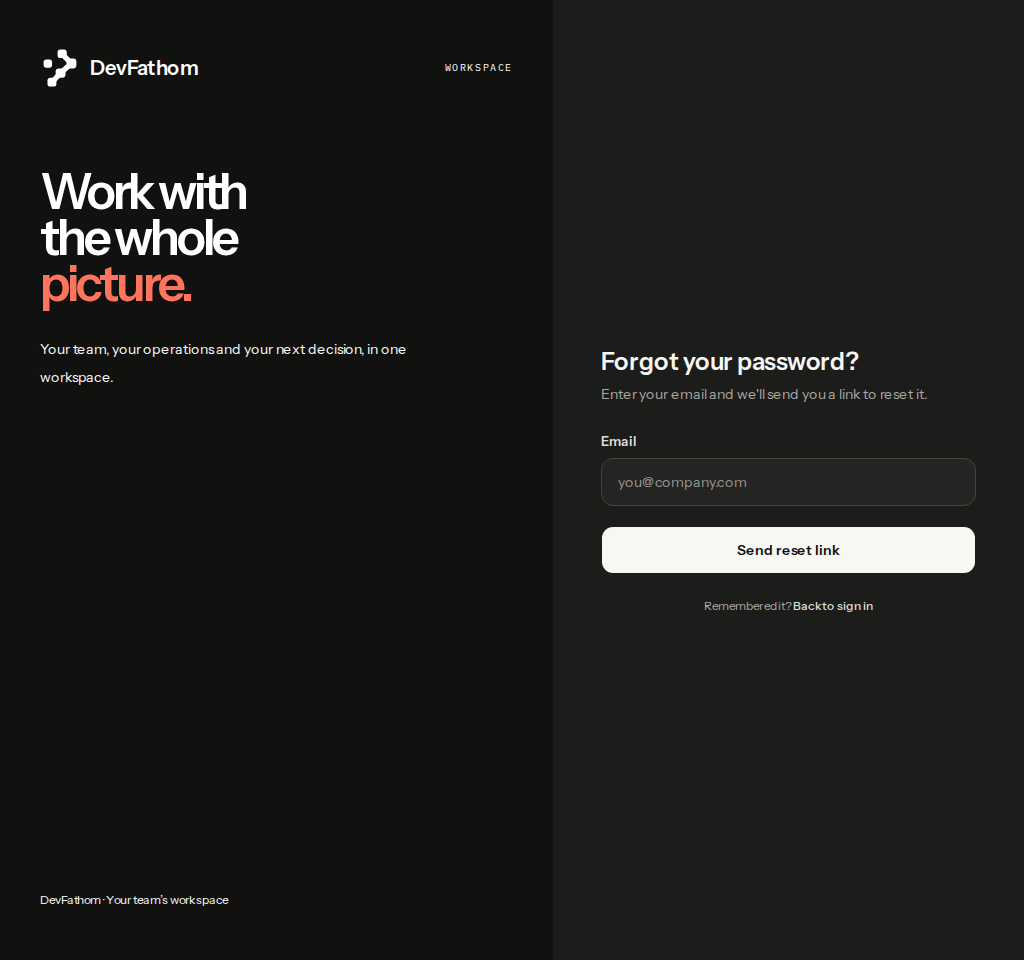 DevFathom
WORKSPACE
Work with
the whole
picture.
Your team, your operations and your next decision, in one
workspace.
DevFathom · Your team's workspace
Forgot your password?
Enter your email and we'll send you a link to reset it.
Email
you@company.com
Send reset link
Remembered it? Back to sign in